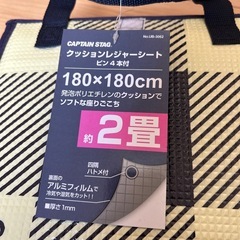 No.UB-3002
CAPTAIN STAG
クッションレジャーシート
ピン4本付
180×180cm
発泡ポリエチレンのクッションで
ソフトな座りごこち
約2畳
四隅
ハトメ付
裏面の
アルミフィルムで
冷気や湿気をカット!!
■厚さ1mm